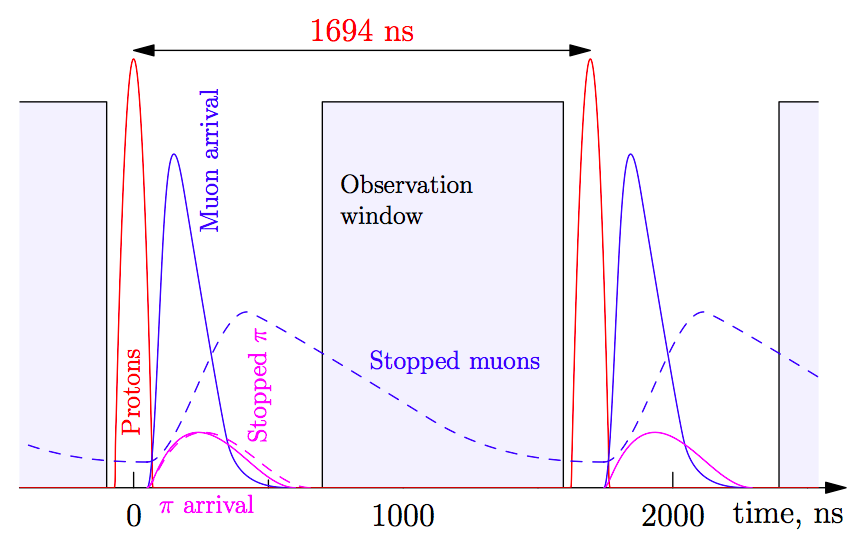 1694 ns
Muon arrival
Observation
window
Protons
Stopped π
Stopped muons
π arrival
0
1000
2000
time, ns